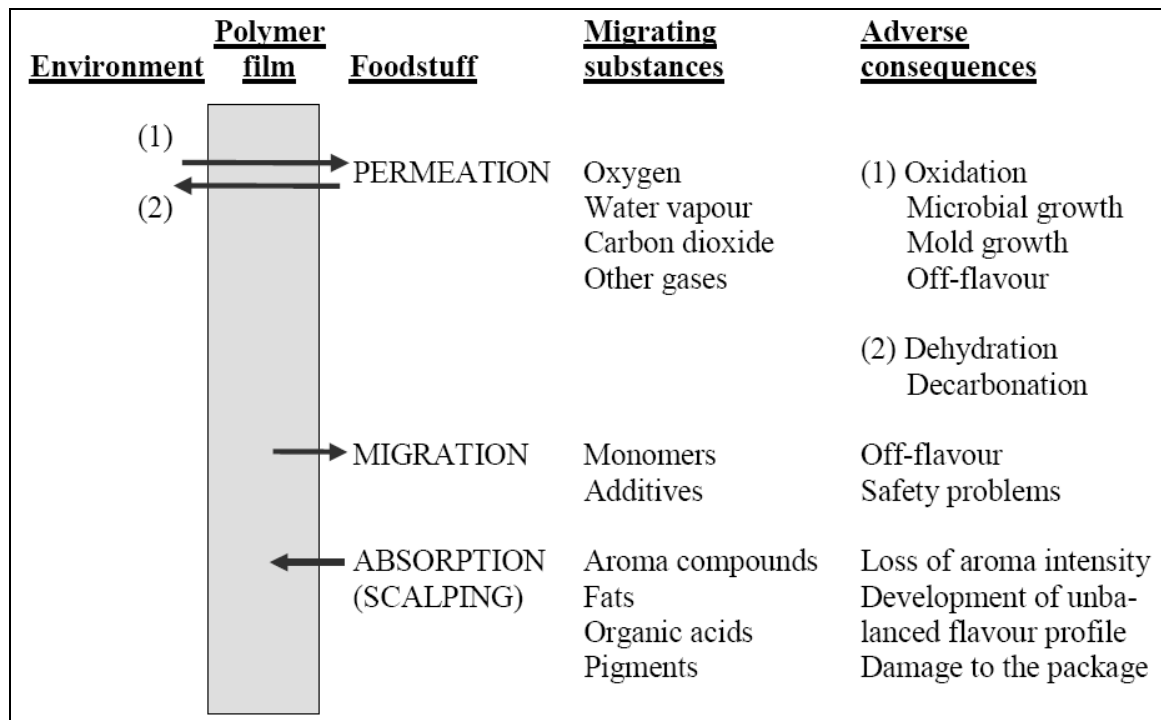 Environment Polymer film Foodstuff Migrating substances Adverse consequences
(1)
(2)
PERMEATION Oxygen (1) Oxidation
Water vapour Microbial growth
Carbon dioxide Mold growth
Other gases Off-flavour
(2) Dehydration
Decarbonation
MIGRATION Monomers Off-flavour
Additives Safety problems
ABSORPTION Aroma compounds Loss of aroma intensity
(SCALPING) Fats Development of unba-
Organic acids lanced flavour profile
Pigments Damage to the package